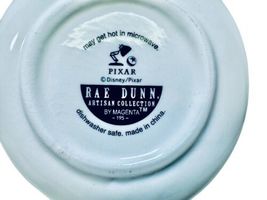 may get hot in microwave.
PIXAR
©Disney/Pixar
RAE DUNN.
ARTISAN COLLECTION
BY MAGENTA™
- 195 -
dishwasher safe. made in china.